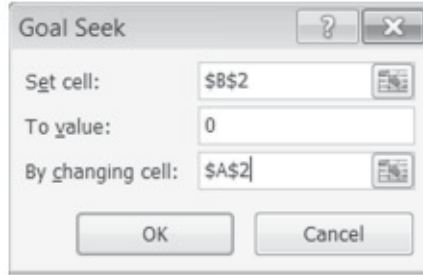 Goal Seek
Set cell: $B$2
To value: 0
By changing cell: $A$2
OK Cancel